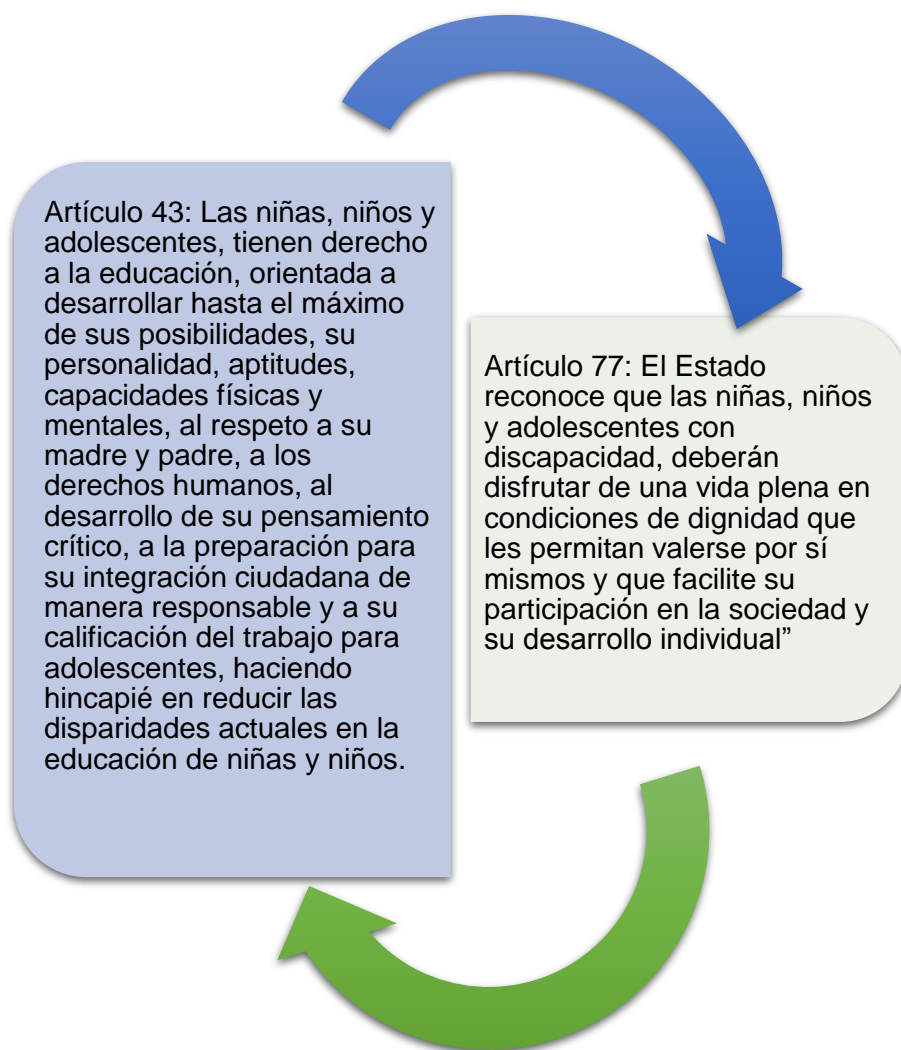 Artículo 43: Las niñas, niños y
adolescentes, tienen derecho
a la educación, orientada a
desarrollar hasta el máximo
de sus posibilidades, su
personalidad, aptitudes,
capacidades físicas y
mentales, al respeto a su
madre y padre, a los
derechos humanos, al
desarrollo de su pensamiento
crítico, a la preparación para
su integración ciudadana de
manera responsable y a su
calificación del trabajo para
adolescentes, haciendo
hincapié en reducir las
disparidades actuales en la
educación de niñas y niños.
Artículo 77: El Estado
reconoce que las niñas, niños
y adolescentes con
discapacidad, deberán
disfrutar de una vida plena en
condiciones de dignidad que
les permitan valerse por sí
mismos y que facilite su
participación en la sociedad y
su desarrollo individual”